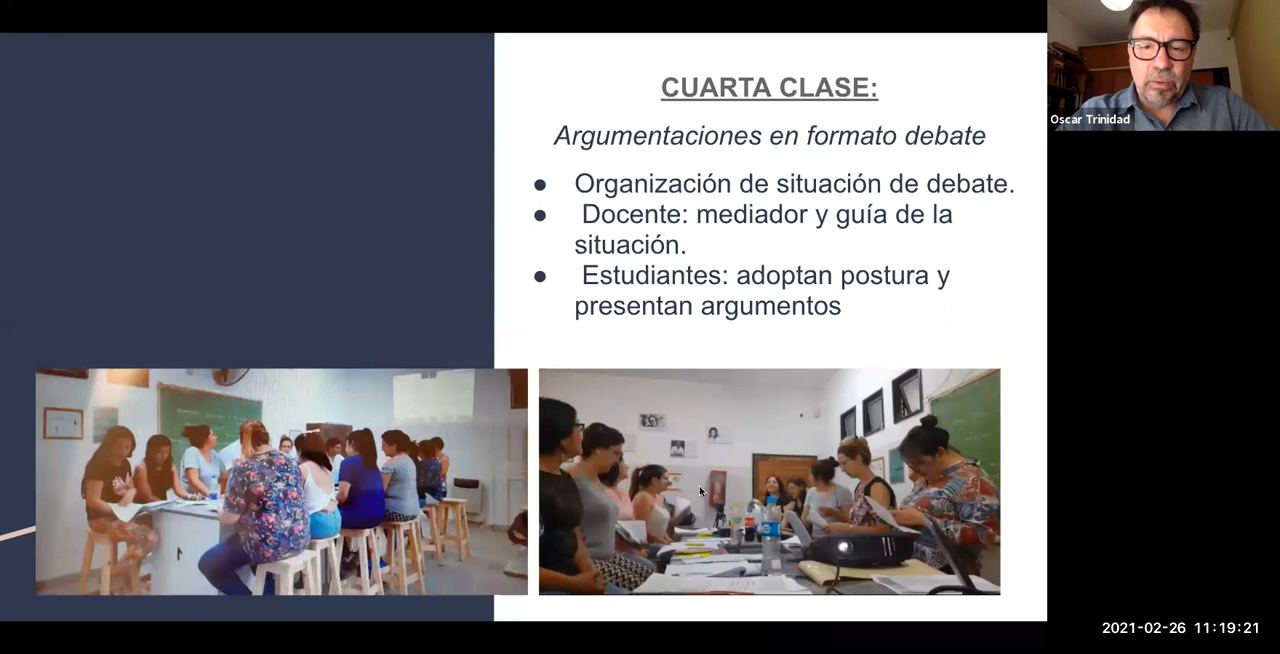 CUARTA CLASE:
Argumentaciones en formato debate
● Organización de situación de debate.
● Docente: mediador y guía de la
situación.
● Estudiantes: adoptan postura y
presentan argumentos
Oscar Trinidad
2021-02-26 11:19:21